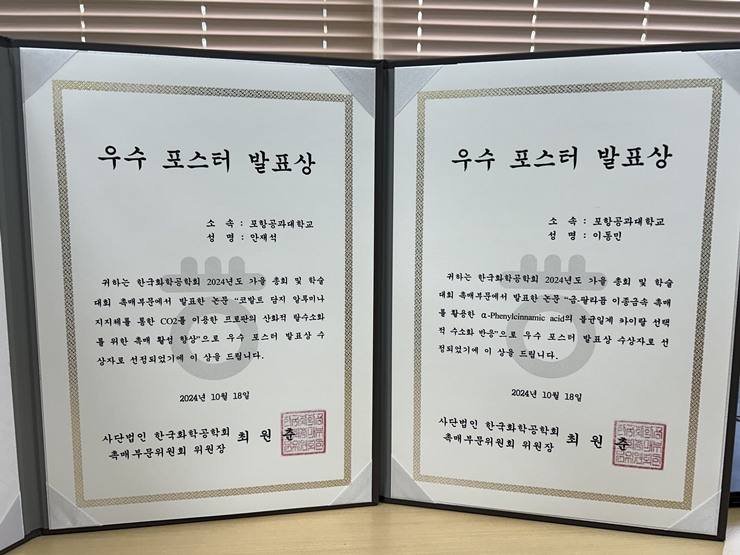 우수 포스터 발표상
소 속 : 포항공과대학교
성 명 : 안재석
귀하는 한국화학공학회 2024년도 가을 총회 및 학술
대회 촉매부문에서 발표한 논문 “코발트 담지 알루미나
지지체를 통한 CO2를 이용한 프로판의 산화적 탈수소화
를 위한 촉매 활성 향상”으로 우수 포스터 발표상 수
상자로 선정되었기에 이 상을 드립니다.
2024년 10월 18일
사단법인 한국화학공학회
촉매부문위원회 위원장 최 원 춘
우수 포스터 발표상
소 속 : 포항공과대학교
성 명 : 이동민
귀하는 한국화학공학회 2024년도 가을 총회 및 학술
대회 촉매부문에서 발표한 논문 “금-팔라듐 이종금속 촉매
를 활용한 α-Phenylcinnamic acid의 불균일계 카이랄 선택
적 수소화 반응”으로 우수 포스터 발표상 수상자로 선
정되었기에 이 상을 드립니다.
2024년 10월 18일
사단법인 한국화학공학회
촉매부문위원회 위원장 최 원 춘